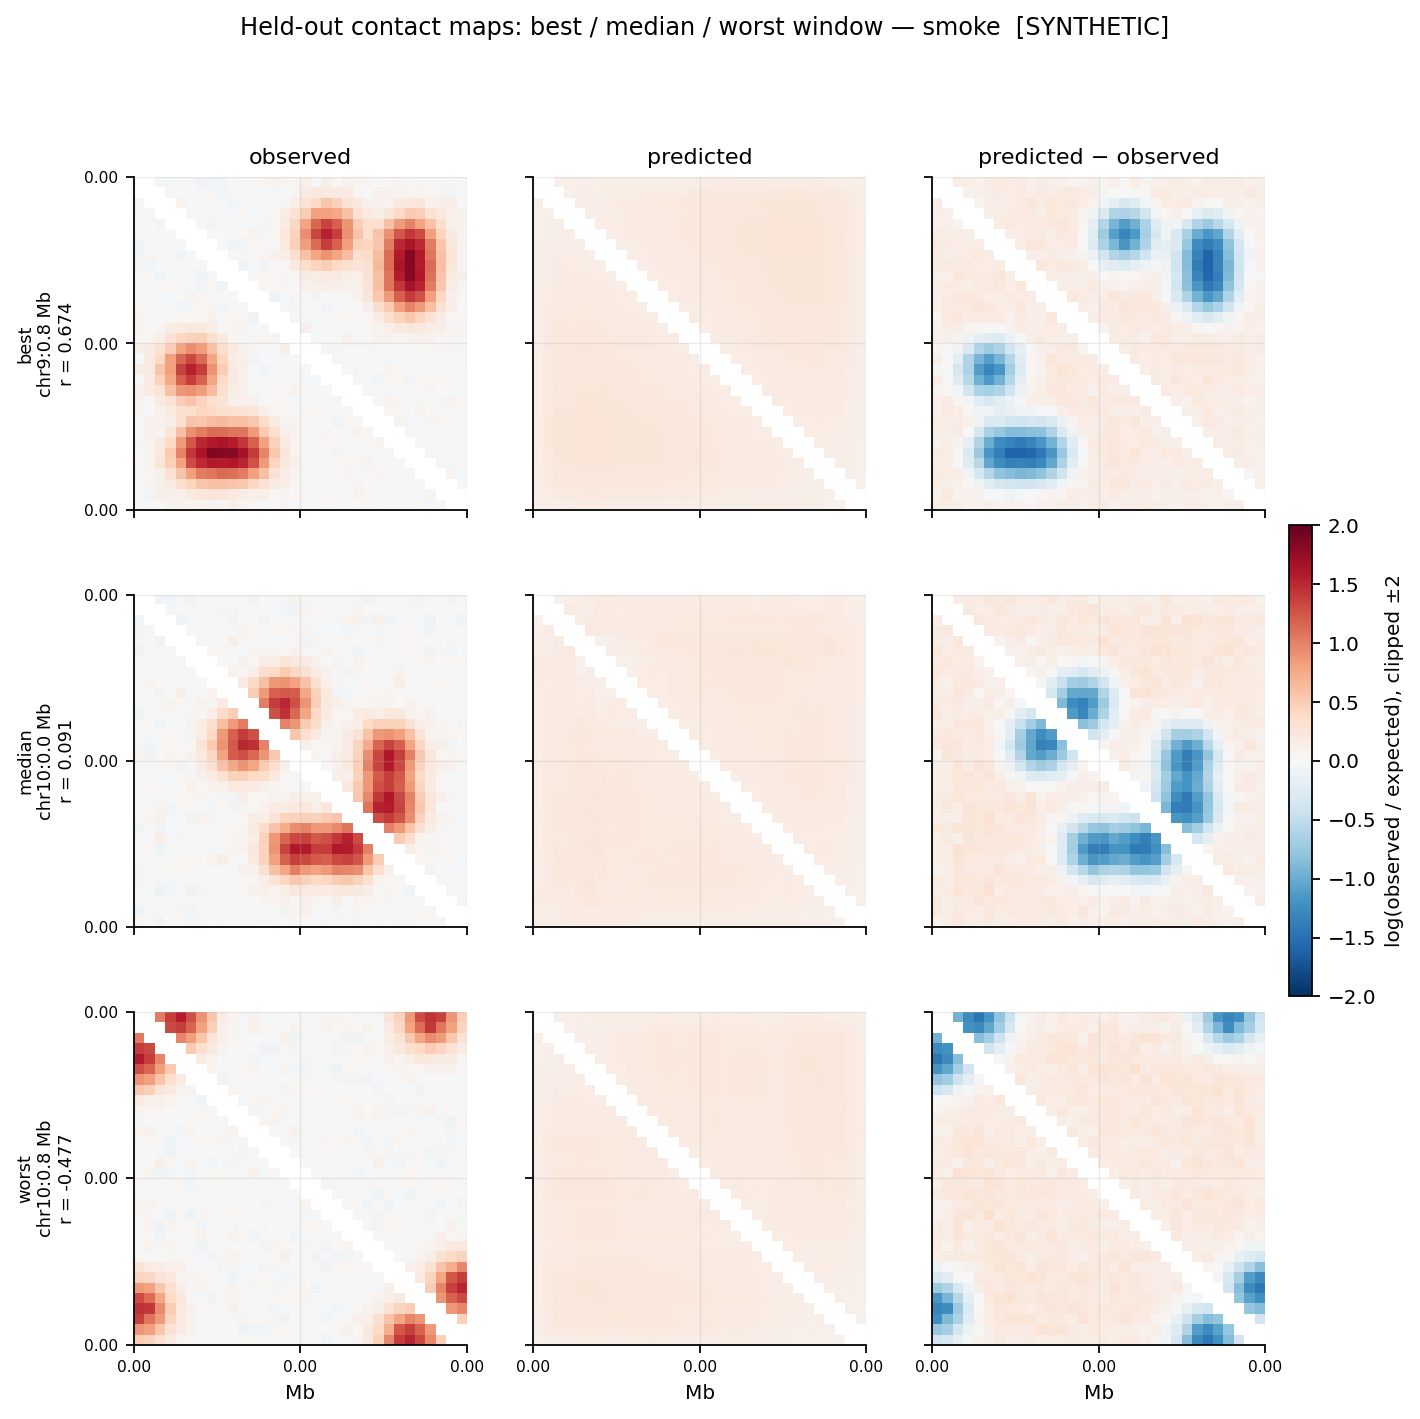 Held-out contact maps: best / median / worst window — smoke  [SYNTHETIC]
observed
predicted
predicted − observed
best
chr9:0.8 Mb
r = 0.674
0.00
0.00
0.00
median
chr10:0.0 Mb
r = 0.091
0.00
0.00
0.00
worst
chr10:0.8 Mb
r = -0.477
0.00
0.00
0.00
0.00 0.00 0.00
0.00 0.00 0.00
0.00 0.00 0.00
Mb
Mb
Mb
2.0
1.5
1.0
0.5
0.0
−0.5
−1.0
−1.5
−2.0
log(observed / expected), clipped ±2